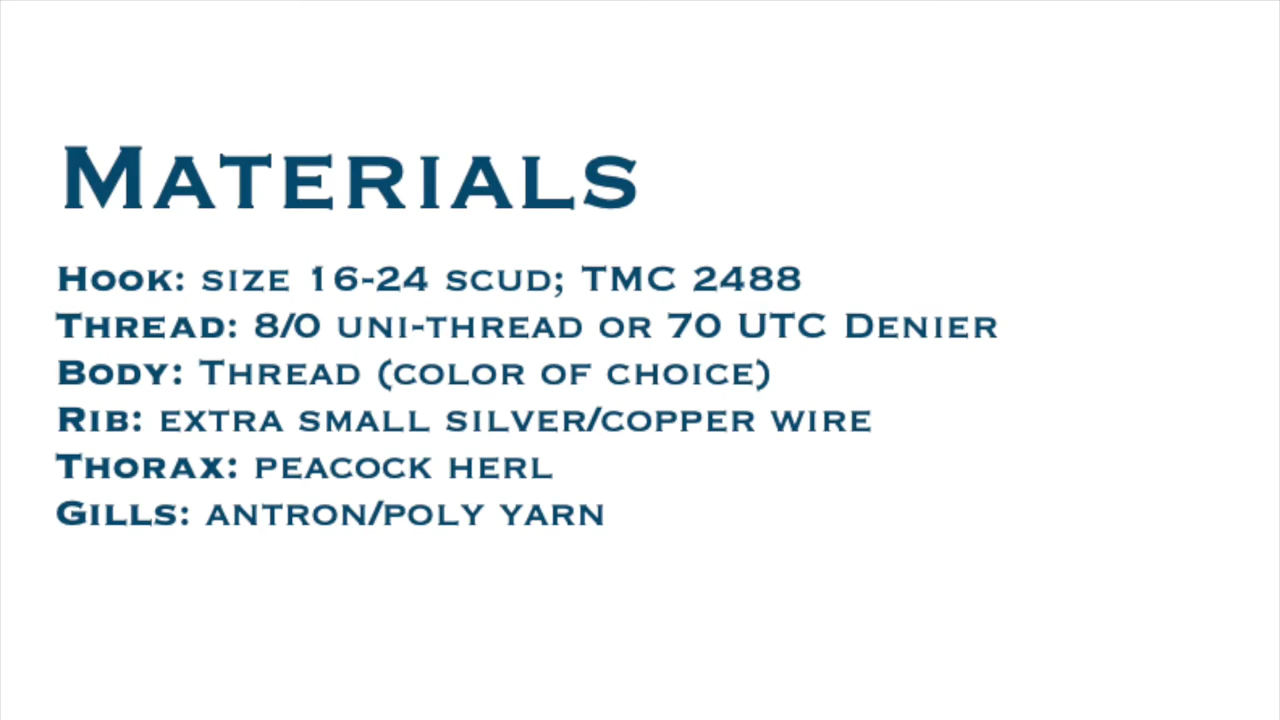 Materials
Hook: size 16-24 scud; TMC 2488
Thread: 8/0 uni-thread or 70 UTC Denier
Body: Thread (color of choice)
Rib: extra small silver/copper wire
Thorax: peacock herl
Gills: antron/poly yarn